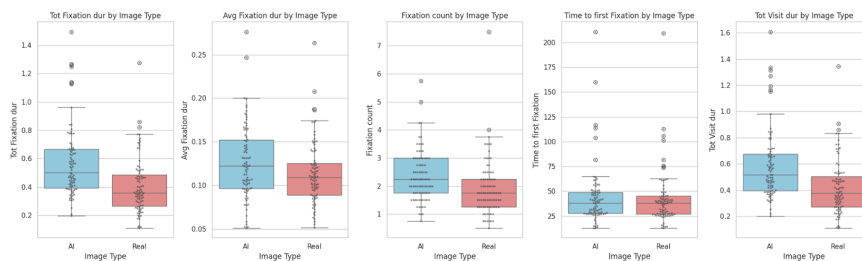 Tot Fixation dur by Image Type
Tot Fixation dur
1.4
1.2
1.0
0.8
0.6
0.4
0.2
AI
Real
Image Type
Avg Fixation dur by Image Type
Avg Fixation dur
0.25
0.20
0.15
0.10
0.05
AI
Real
Image Type
Fixation count by Image Type
Fixation count
7
6
5
4
3
2
1
AI
Real
Image Type
Time to first Fixation by Image Type
Time to first Fixation
200
175
150
125
100
75
50
25
AI
Real
Image Type
Tot Visit dur by Image Type
Tot Visit dur
1.6
1.4
1.2
1.0
0.8
0.6
0.4
0.2
AI
Real
Image Type